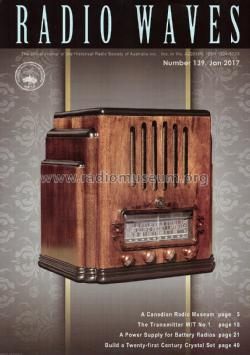 RADIO WAVES
The official journal of the Historical Radio Society of Australia Inc.
Number 139, Jan 2017
www.radiomuseum.org
A Canadian Radio Museum page 5
The Transmitter WIT No.1. page 10
A Power Supply for Battery Radios page 21
Build a Twenty-first Century Crystal Set page 40